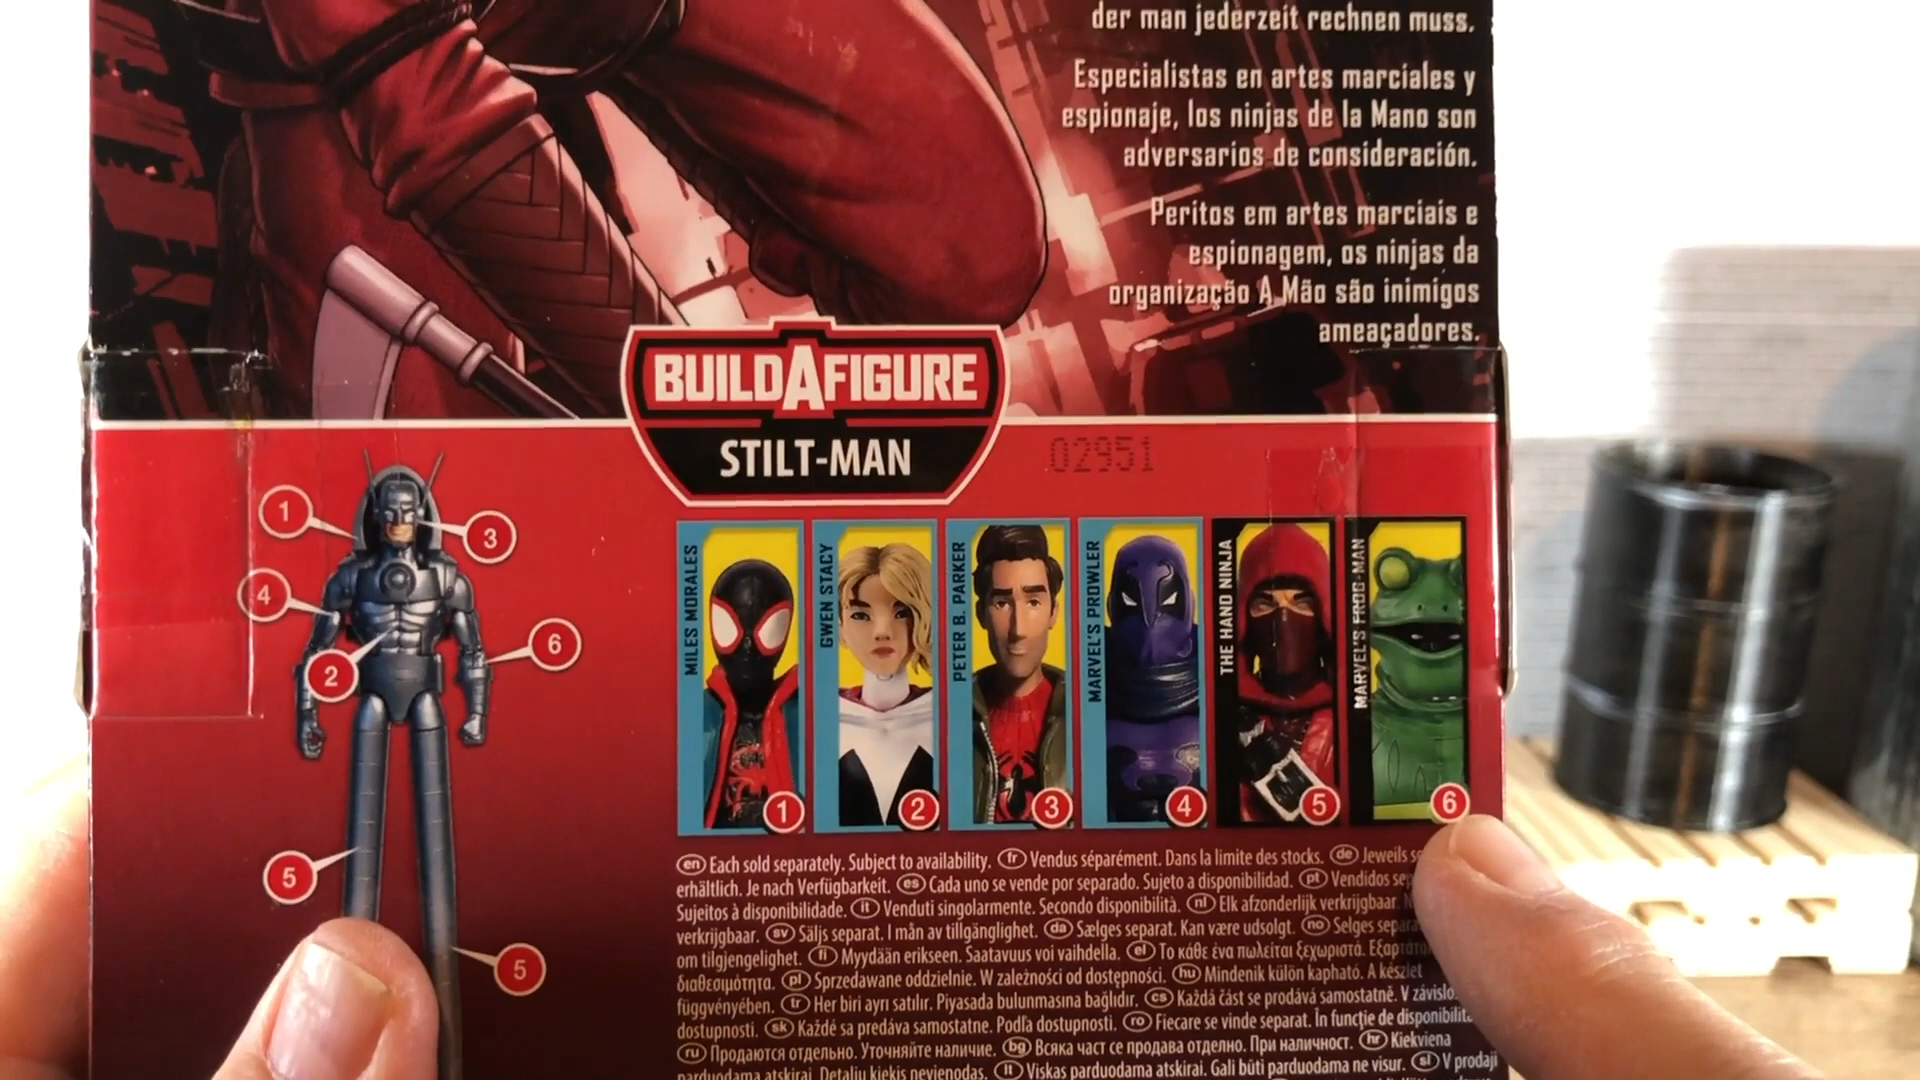 der man jederzeit rechnen muss.
Especialistas en artes marciales y
espionaje, los ninjas de la Mano son
adversarios de consideración.
Peritos em artes marciais e
espionagem, os ninjas da
organização A Mão são inimigos
ameaçadores.
BUILDAFIGURE
STILT-MAN
02951
1
3
4
6
2
5
5
MILES MORALES
1
GWEN STACY
2
PETER B. PARKER
3
MARVEL'S PROWLER
4
THE HAND NINJA
5
MARVEL'S FROG-MAN
6
en Each sold separately. Subject to availability. fr Vendus séparément. Dans la limite des stocks. de Jeweils
erhältlich. Je nach Verfügbarkeit. es Cada uno se vende por separado. Sujeto a disponibilidad. pt Vendidos
Sujeitos à disponibilidade. it Venduti singolarmente. Secondo disponibilità. nl Elk afzonderlijk verkrijgbaar.
verkrijgbaar. sv Säljs separat. I mån av tillgänglighet. da Sælges separat. Kan være udsolgt. no Selges
om tilgjengelighet. fi Myydään erikseen. Saatavuus voi vaihdella. el Το κάθε ένα πωλείται ξεχωριστά.
διαθεσιμότητα. pl Sprzedawane oddzielnie. W zależności od dostępności. hu Mindenik külön kapható. A készlet
függvényében. tr Her biri ayrı satılır. Piyasada bulunmasına bağlıdır. cs Každá část se prodává samostatně. V
dostupnosti. sk Každé sa predáva samostatne. Podľa dostupnosti. ro Fiecare se vinde separat. În funcție de
ru Продаются отдельно. Уточняйте наличие. bg Всяка част се продава отделно. При наличност. hr Kiekviena
parduodama atskirai. Detalių kiekis nevienodas. lt Viskas parduodama atskirai. Gali būti parduodama ne visur. sl V prodaji